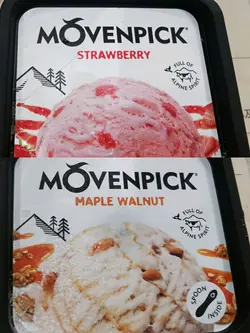 MÖVENPICK
STRAWBERRY
FULL OF
ALPINE SPIRIT
MÖVENPICK
MAPLE WALNUT
FULL OF
ALPINE SPIRIT
SPOON
INSIDE